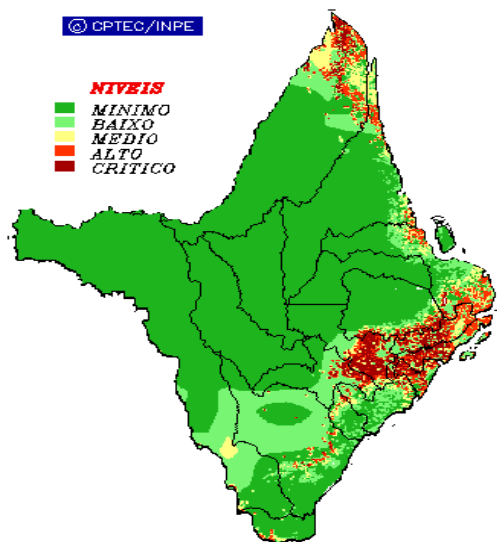 © CPTEC/INPE
NIVEIS
MINIMO
BAIXO
MEDIO
ALTO
CRITICO